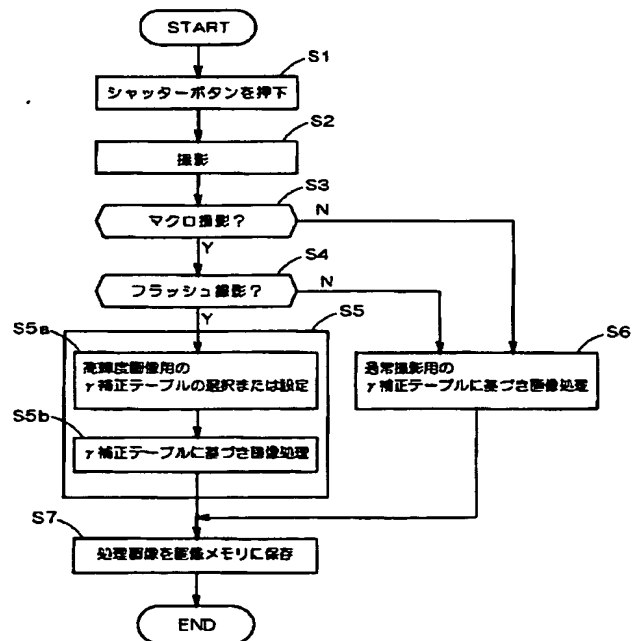 START
S1
シャッターボタンを押下
S2
撮影
S3
マクロ撮影?
N
Y
S4
フラッシュ撮影?
N
Y
S5
S5a
高輝度画像用の
γ補正テーブルの選択または設定
S5b
γ補正テーブルに基づき画像処理
S6
通常撮影用の
γ補正テーブルに基づき画像処理
S7
処理画像を画像メモリに保存
END